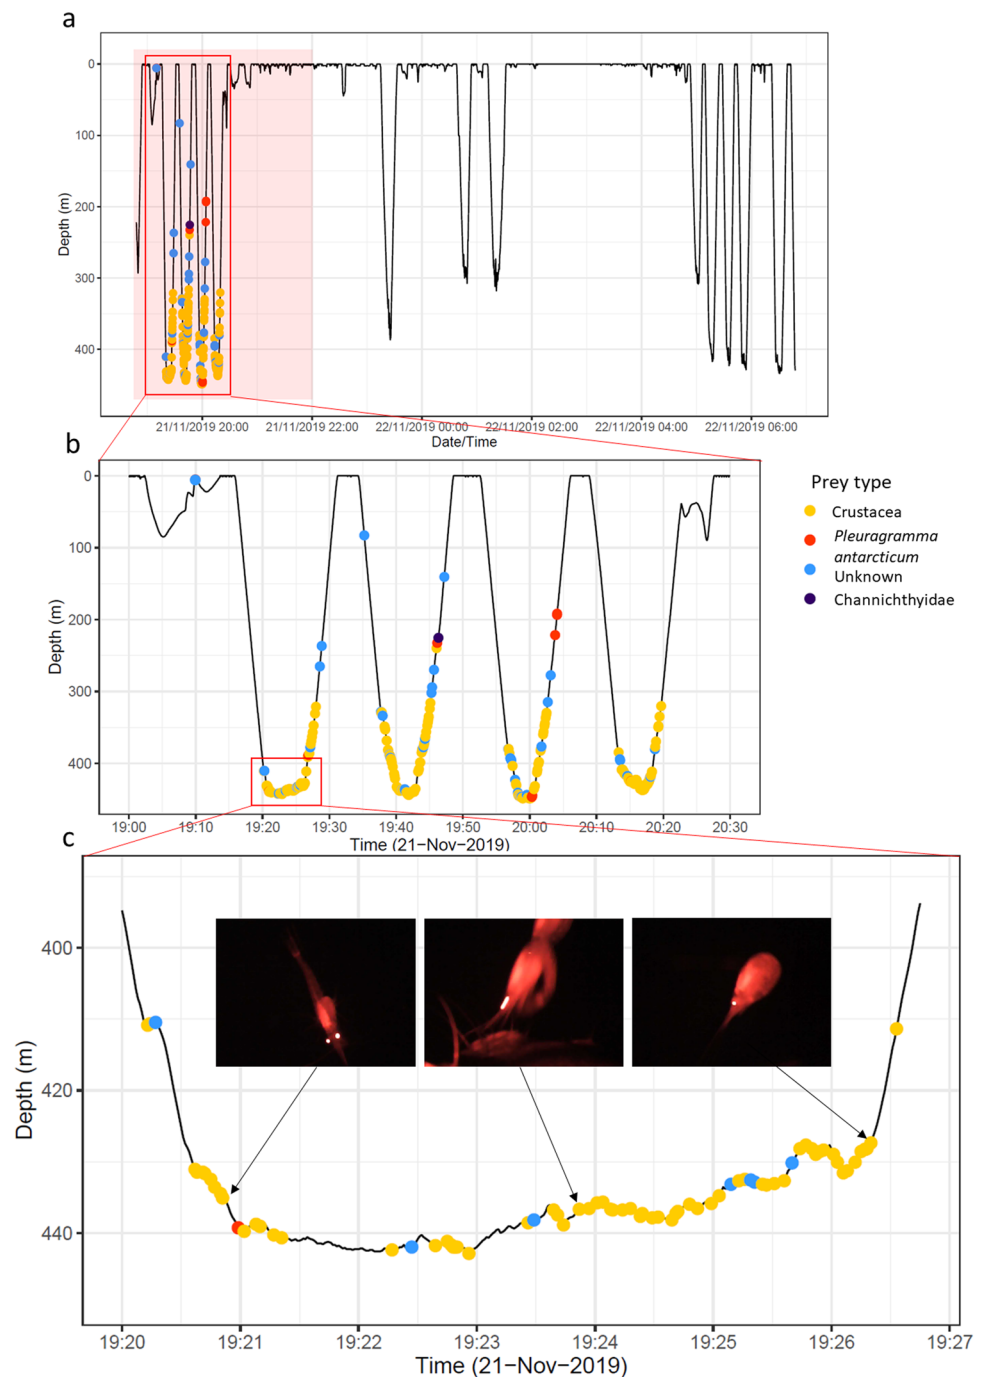 a
0
100
200
300
400
Depth (m)
21/11/2019 20:00 21/11/2019 22:00 22/11/2019 00:00 22/11/2019 02:00 22/11/2019 04:00 22/11/2019 06:00
Date/Time
b
0
100
200
300
400
Depth (m)
19:00 19:10 19:20 19:30 19:40 19:50 20:00 20:10 20:20 20:30
Time (21−Nov−2019)
Prey type
Crustacea
Pleuragramma
antarcticum
Unknown
Channichthyidae
c
400
420
440
Depth (m)
19:20 19:21 19:22 19:23 19:24 19:25 19:26 19:27
Time (21−Nov−2019)